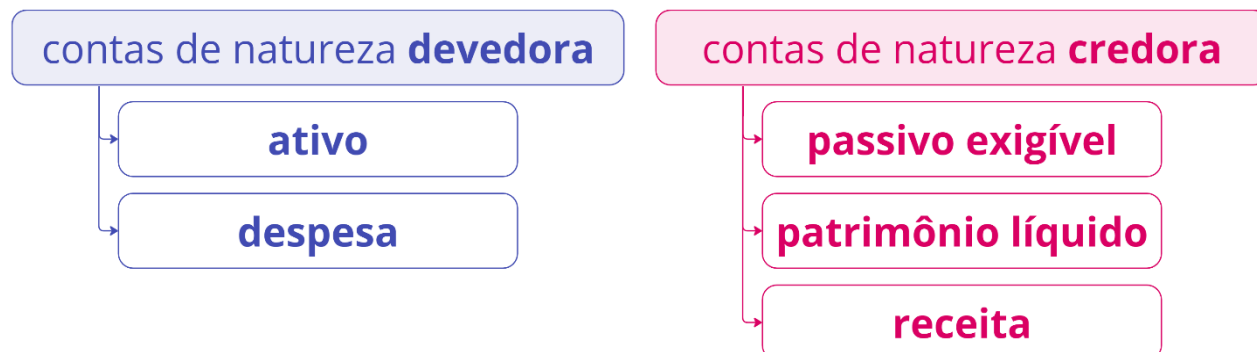 contas de natureza devedora
ativo
despesa
contas de natureza credora
passivo exigível
patrimônio líquido
receita